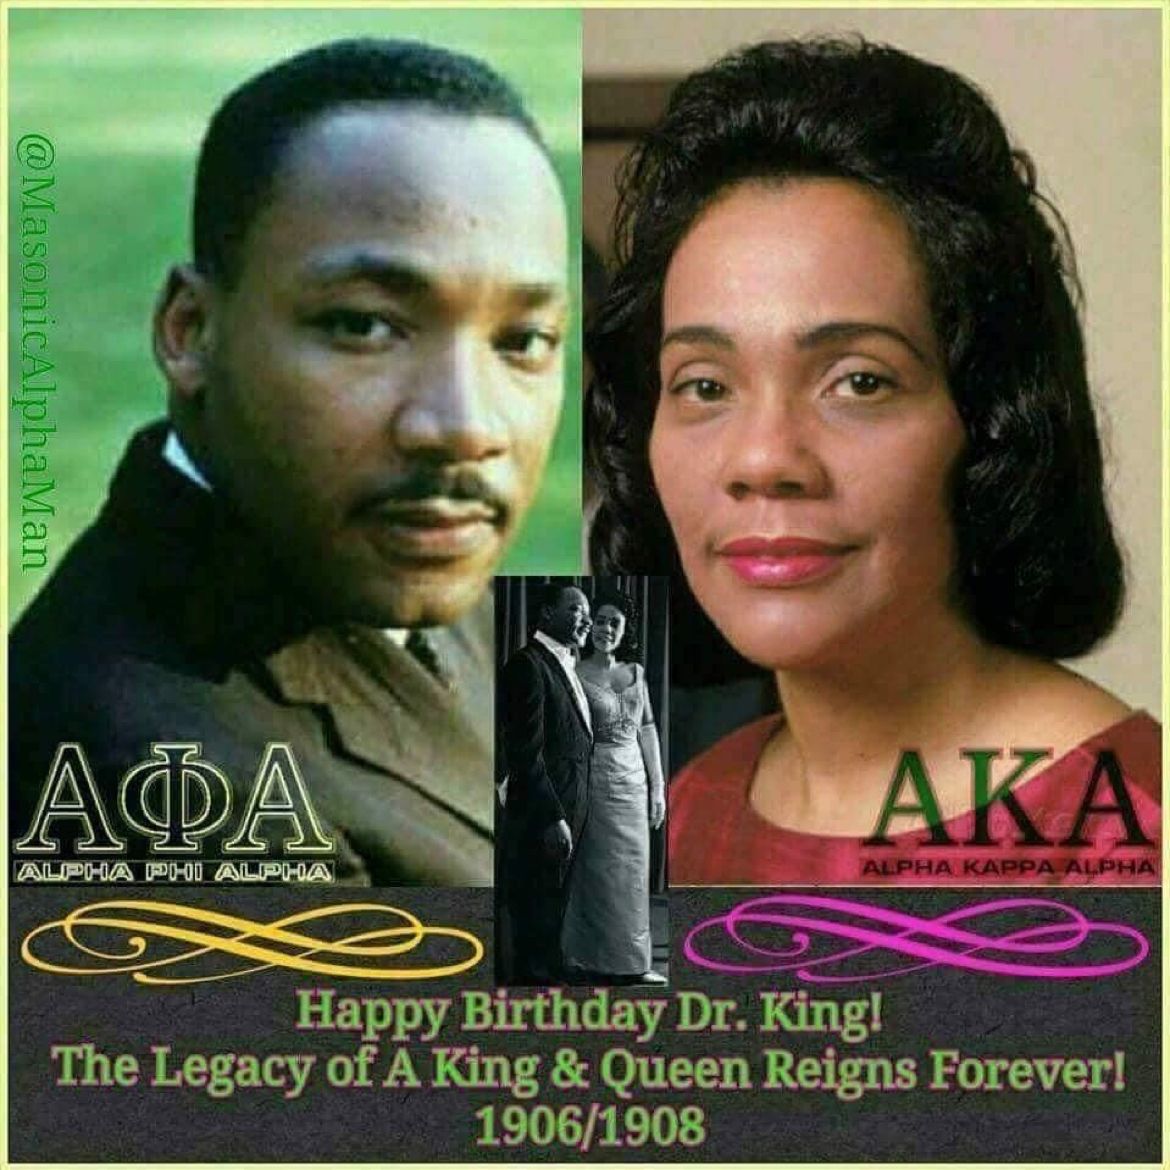 @MasonicAlphaMan
ΑΦΑ
ALPHA PHI ALPHA
ΑΚΑ
ALPHA KAPPA ALPHA
Happy Birthday Dr. King!
The Legacy of A King & Queen Reigns Forever!
1906/1908